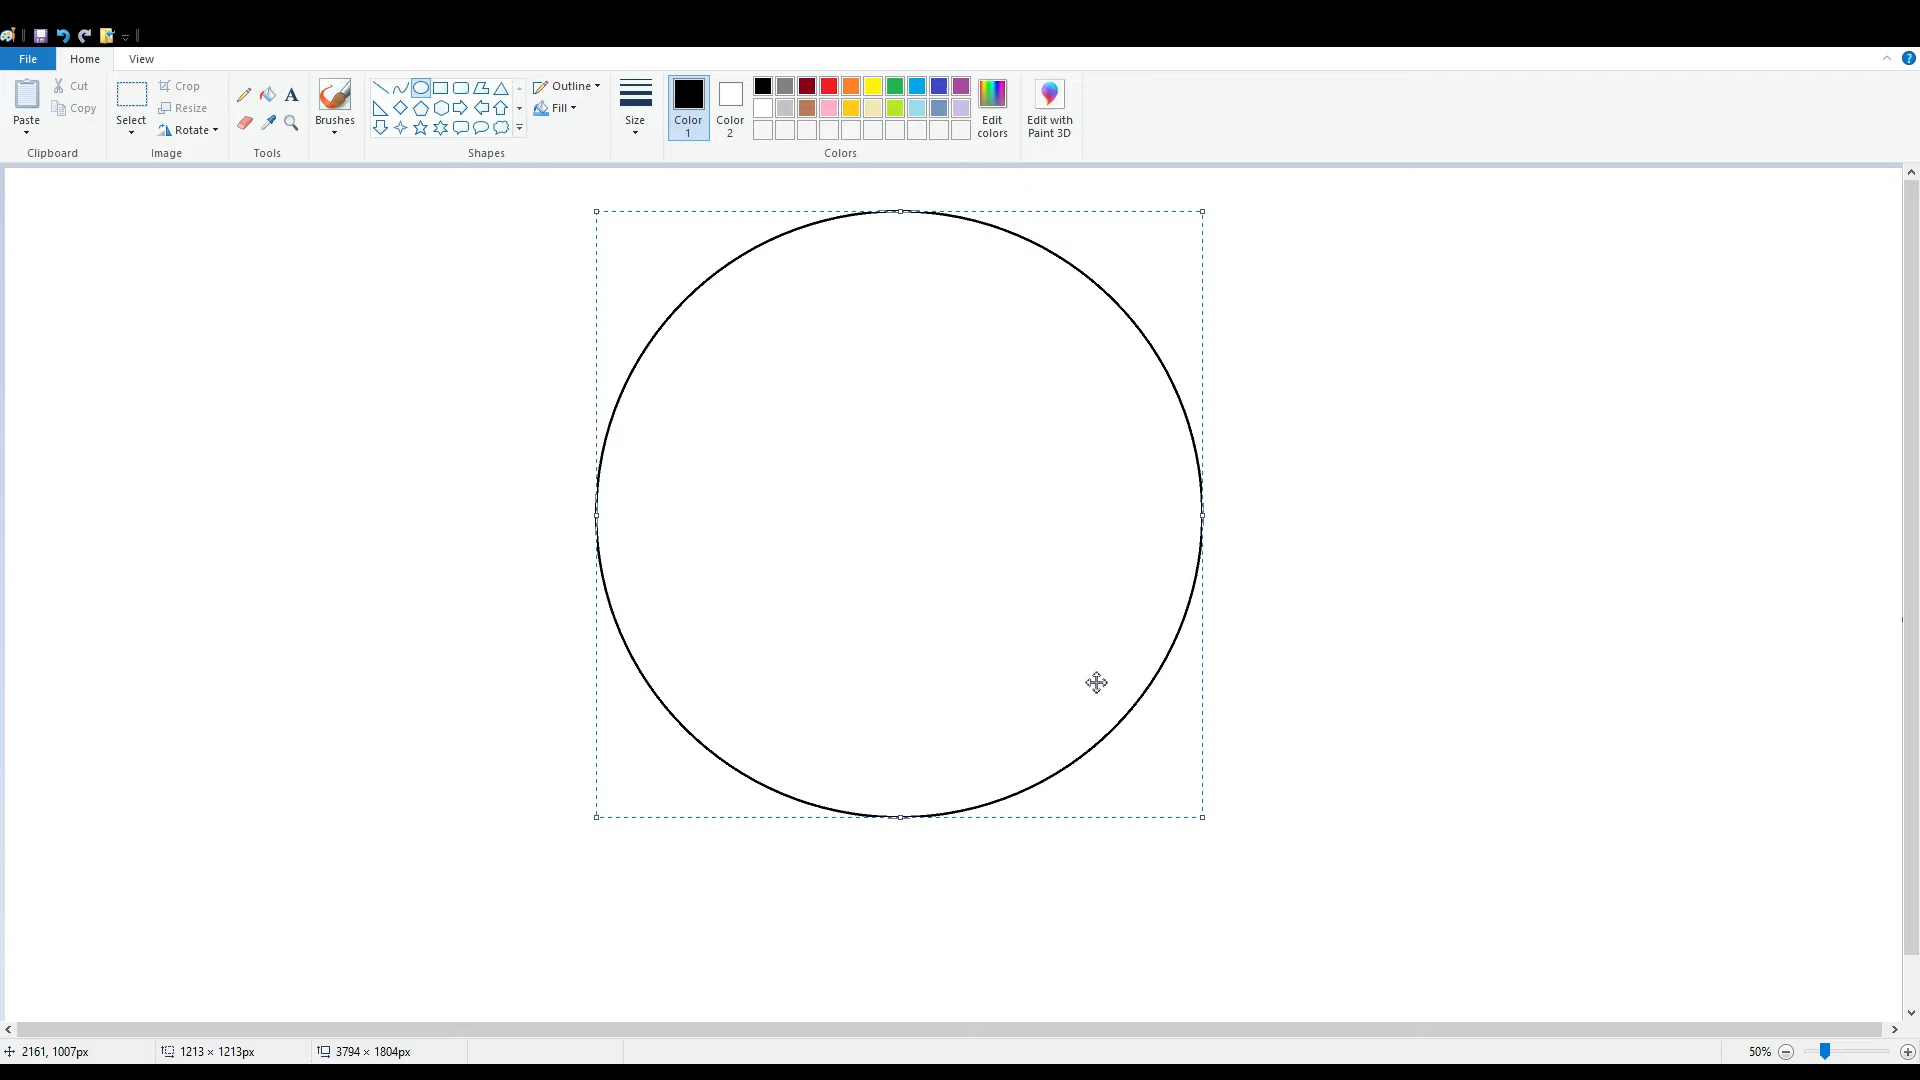 File Home View
Paste
Cut
Copy
Clipboard
Select
Crop
Resize
Rotate
Image
A
Tools
Brushes
Outline
Fill
Shapes
Size
Color
1
Color
2
Edit
colors
Colors
Edit with
Paint 3D
2161, 1007px 1213 × 1213px 3794 × 1804px 50%